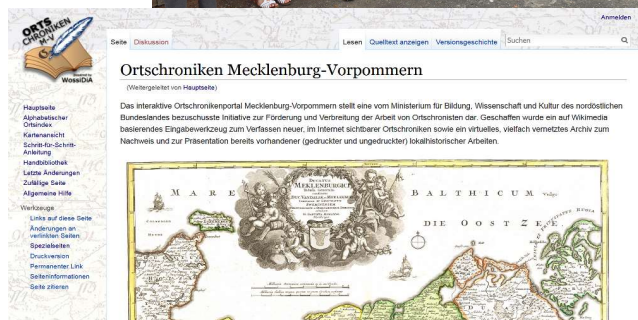 Anmelden
ORTS
CHRONIKEN
M-V
powered by
WossiDiA
Seite Diskussion
Lesen Quelltext anzeigen Versionsgeschichte Suchen
Ortschroniken Mecklenburg-Vorpommern
(Weitergeleitet von Hauptseite)
Das interaktive Ortschronikenportal Mecklenburg-Vorpommern stellt eine vom Ministerium für Bildung, Wissenschaft und Kultur des nordöstlichen
Bundeslandes bezuschusste Initiative zur Förderung und Verbreitung der Arbeit von Ortschronisten dar. Geschaffen wurde ein auf Wikimedia
basierendes Eingabewerkzeug zum Verfassen neuer, im Internet sichtbarer Ortschroniken sowie ein virtuelles, vielfach vernetztes Archiv zum
Nachweis und zur Präsentation bereits vorhandener (gedruckter und ungedruckter) lokalhistorischer Arbeiten.
Hauptseite
Alphabetischer
Ortsindex
Kartenansicht
Schritt-für-Schritt-
Anleitung
Handbibliothek
Letzte Änderungen
Zufällige Seite
Allgemeine Hilfe
Werkzeuge
Links auf diese Seite
Änderungen an
verlinkten Seiten
Spezialseiten
Druckversion
Permanenter Link
Seiteninformationen
Seite zitieren
DUCATUS
MEKLENBURGICI
MARE BALTHICUM
DIE OOST ZEE